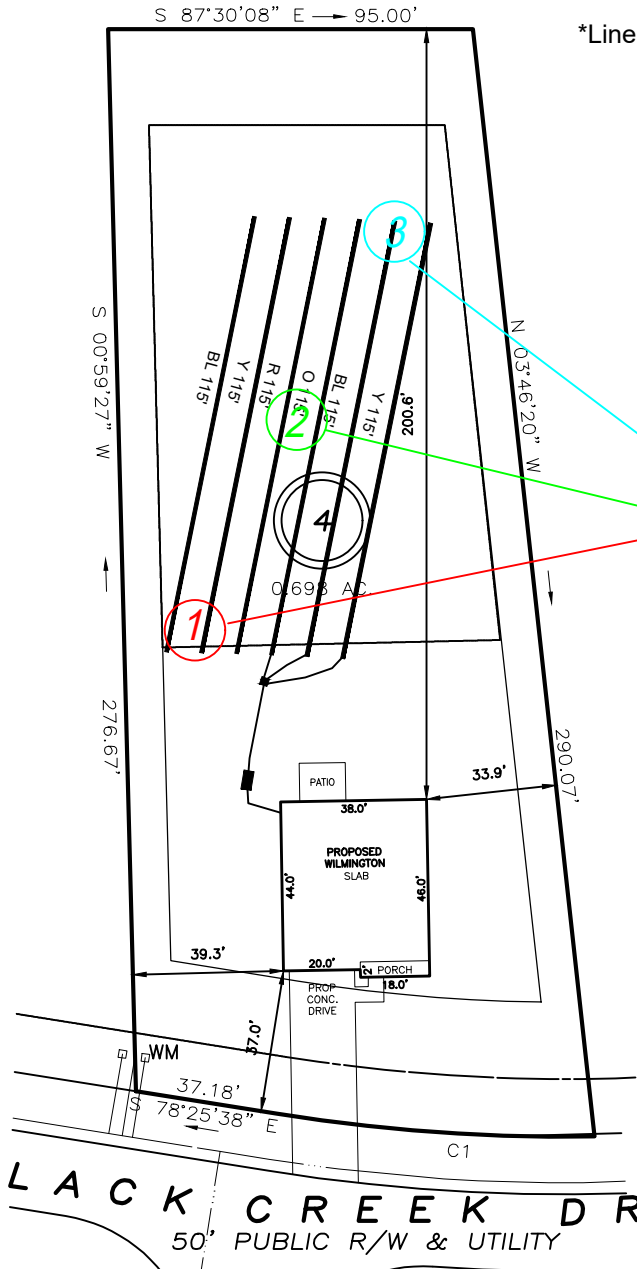 S 87°30'08" E 95.00'
*Line
3
S 00°59'27" W
N 03°46'20" W
BL 115'
Y 115'
R 115'
O 115'
BL 115'
Y 115'
200.6'
2
4
0.698 AC.
1
276.67'
290.07'
PATIO
33.9'
38.0'
PROPOSED
WILMINGTON
SLAB
44.0'
46.0'
39.3'
20.0'
2'
PORCH
18.0'
PROP
CONC.
DRIVE
37.0'
WM
37.18'
S 78°25'38" E
C1
LACK CREEK DR
50' PUBLIC R/W & UTILITY